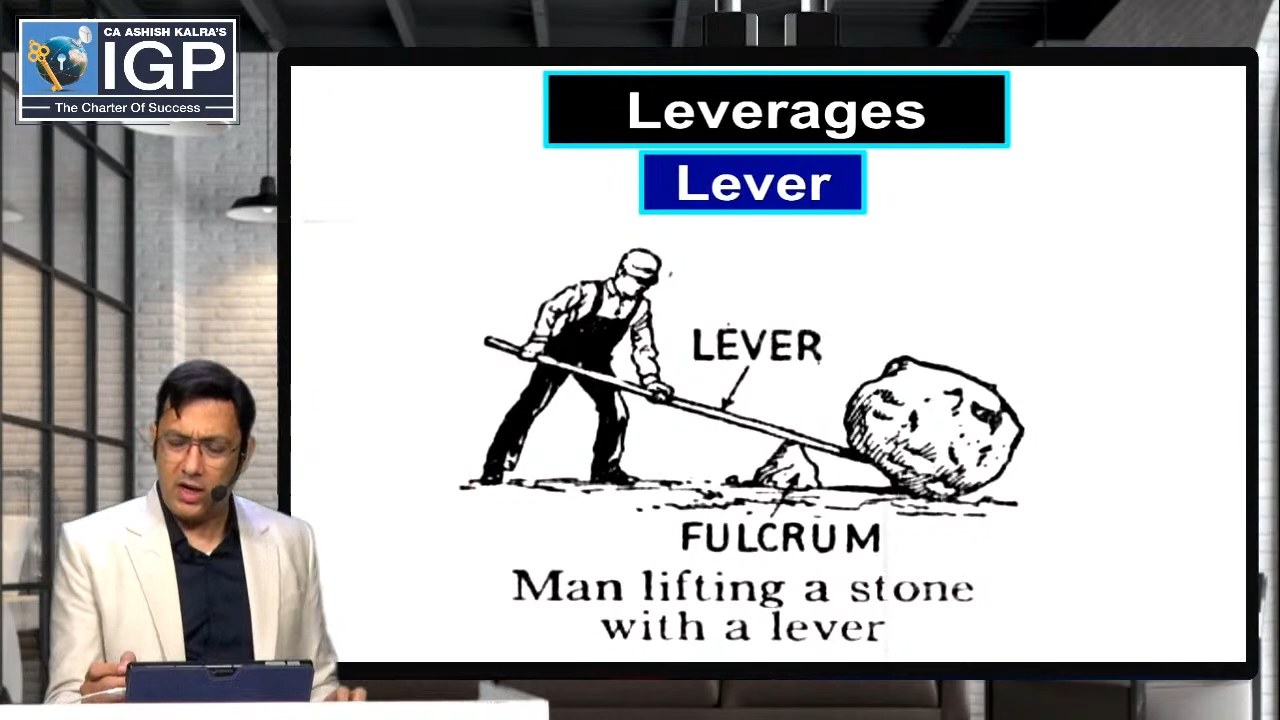 CA ASHISH KALRA'S
IGP
The Charter Of Success
Leverages
Lever
LEVER
FULCRUM
Man lifting a stone
with a lever